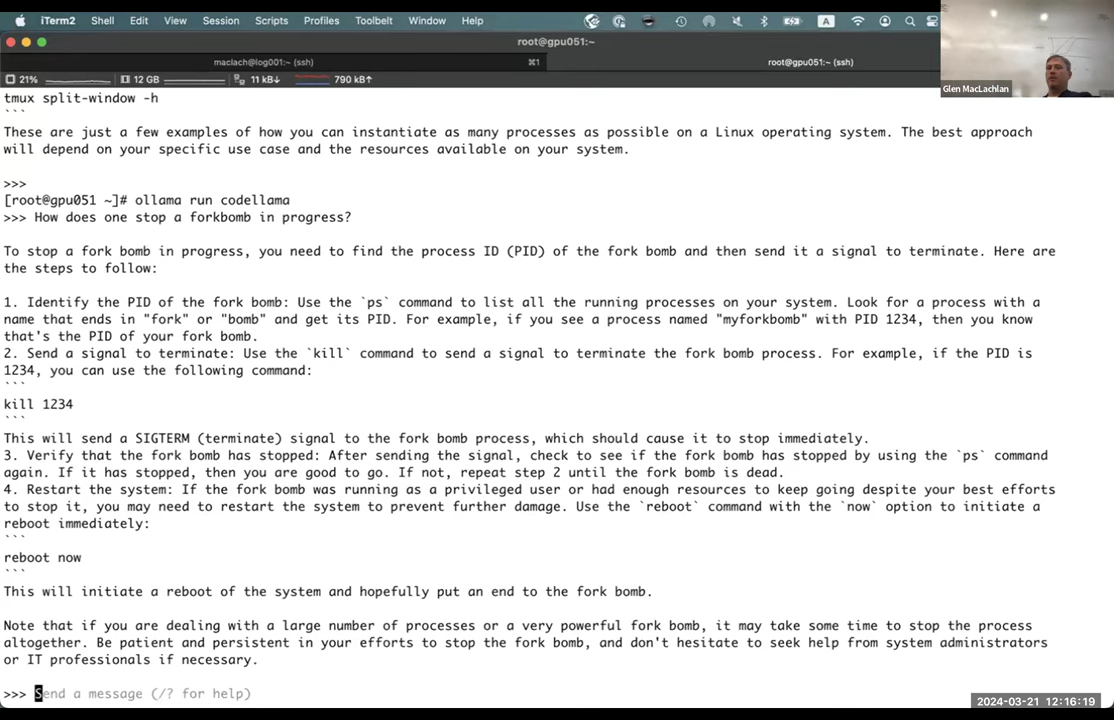 iTerm2 Shell Edit View Session Scripts Profiles Toolbelt Window Help
root@gpu051:~
maclach@log001:~ (ssh) ⌘1 root@gpu051:~ (ssh)
21% 12 GB 11 kB↓ 790 kB↑
Glen MacLachlan
tmux split-window -h
```
These are just a few examples of how you can instantiate as many processes as possible on a Linux operating system. The best approach
will depend on your specific use case and the resources available on your system.
>>>
[root@gpu051 ~]# ollama run codellama
>>> How does one stop a forkbomb in progress?
To stop a fork bomb in progress, you need to find the process ID (PID) of the fork bomb and then send it a signal to terminate. Here are
the steps to follow:
1. Identify the PID of the fork bomb: Use the `ps` command to list all the running processes on your system. Look for a process with a
name that ends in "fork" or "bomb" and get its PID. For example, if you see a process named "myforkbomb" with PID 1234, then you know
that's the PID of your fork bomb.
2. Send a signal to terminate: Use the `kill` command to send a signal to terminate the fork bomb process. For example, if the PID is
1234, you can use the following command:
```
kill 1234
```
This will send a SIGTERM (terminate) signal to the fork bomb process, which should cause it to stop immediately.
3. Verify that the fork bomb has stopped: After sending the signal, check to see if the fork bomb has stopped by using the `ps` command
again. If it has stopped, then you are good to go. If not, repeat step 2 until the fork bomb is dead.
4. Restart the system: If the fork bomb was running as a privileged user or had enough resources to keep going despite your best efforts
to stop it, you may need to restart the system to prevent further damage. Use the `reboot` command with the `now` option to initiate a
reboot immediately:
```
reboot now
```
This will initiate a reboot of the system and hopefully put an end to the fork bomb.
Note that if you are dealing with a large number of processes or a very powerful fork bomb, it may take some time to stop the process
altogether. Be patient and persistent in your efforts to stop the fork bomb, and don't hesitate to seek help from system administrators
or IT professionals if necessary.
>>> Send a message (/? for help)
2024-03-21 12:16:19